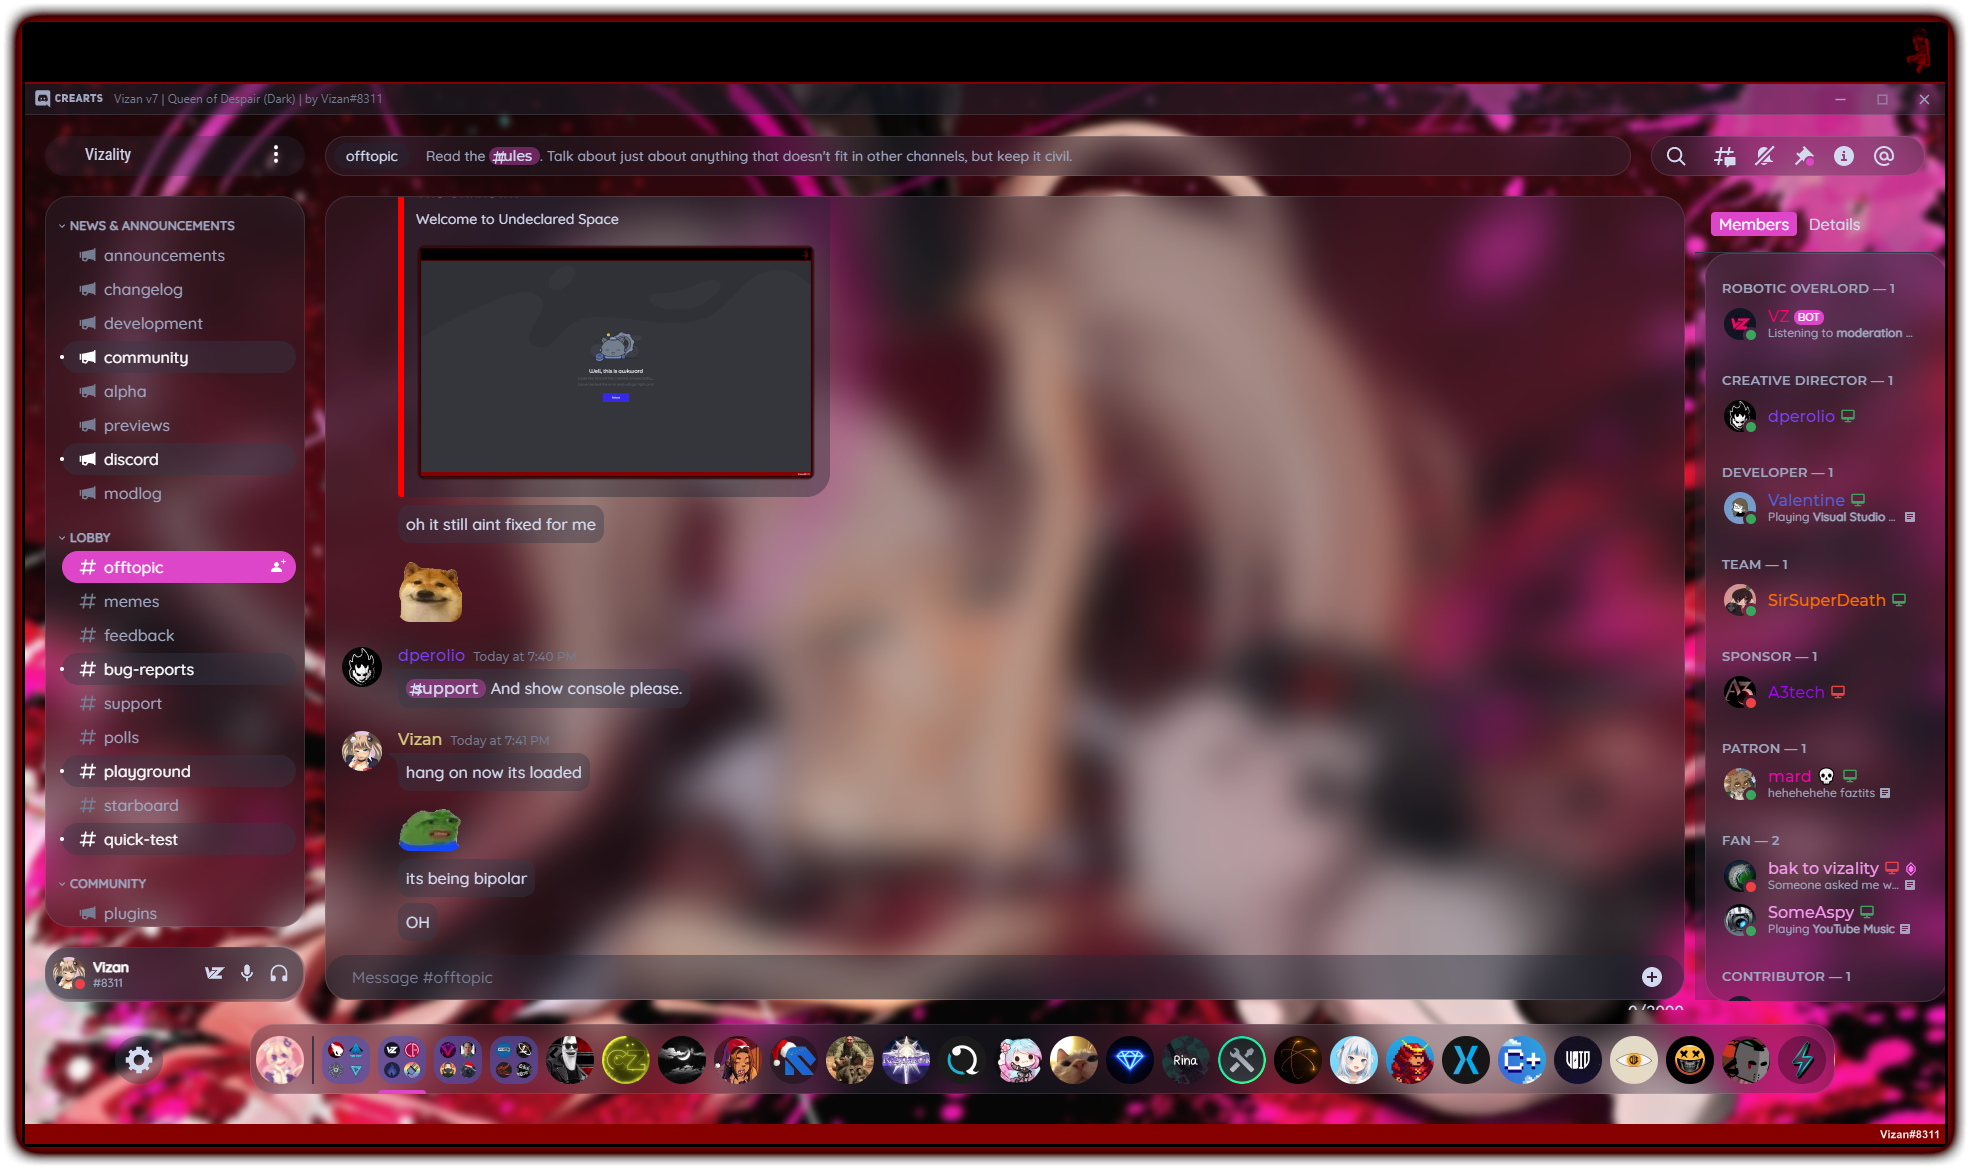 CREARTS Vizan v7 | Queen of Despair (Dark) | by Vizan#8311
Vizality
offtopic Read the #rules. Talk about just about anything that doesn't fit in other channels, but keep it civil.
NEWS & ANNOUNCEMENTS
announcements
changelog
development
community
alpha
previews
discord
modlog
LOBBY
offtopic
memes
feedback
bug-reports
support
polls
playground
starboard
quick-test
COMMUNITY
plugins
Vizan
#8311
Welcome to Undeclared Space
Well, this is awkward
oh it still aint fixed for me
dperolio Today at 7:40 PM
#support And show console please.
Vizan Today at 7:41 PM
hang on now its loaded
its being bipolar
OH
Message #offtopic
0/2000
Members Details
ROBOTIC OVERLORD — 1
VZ BOT
Listening to moderation ...
CREATIVE DIRECTOR — 1
dperolio
DEVELOPER — 1
Valentine
Playing Visual Studio ...
TEAM — 1
SirSuperDeath
SPONSOR — 1
A3tech
PATRON — 1
mard
hehehehehe faztits
FAN — 2
bak to vizality
Someone asked me w...
SomeAspy
Playing YouTube Music
CONTRIBUTOR — 1
Rina
VOID
Vizan#8311